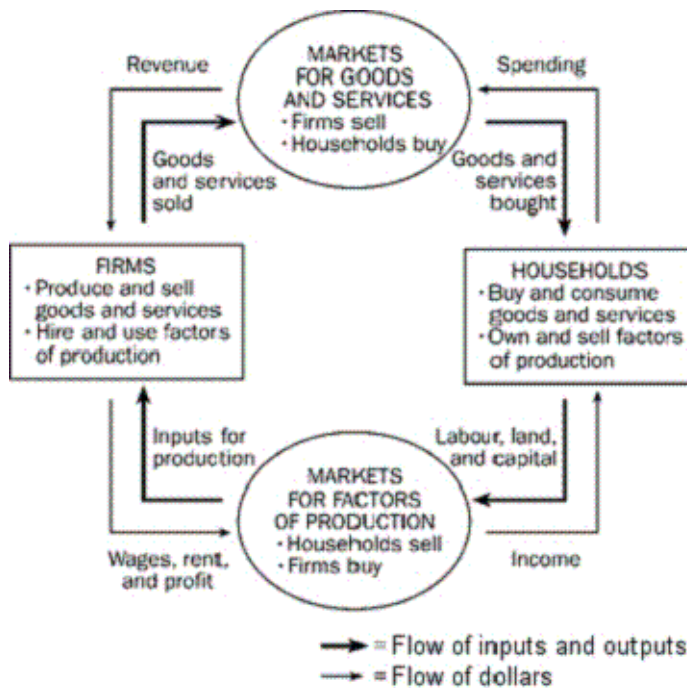 MARKETS
FOR GOODS
AND SERVICES
• Firms sell
• Households buy
Revenue
Spending
Goods
and services
sold
Goods and
services
bought
FIRMS
• Produce and sell
goods and services
• Hire and use factors
of production
HOUSEHOLDS
• Buy and consume
goods and services
• Own and sell factors
of production
Inputs for
production
Labour, land,
and capital
MARKETS
FOR FACTORS
OF PRODUCTION
• Households sell
• Firms buy
Wages, rent,
and profit
Income
= Flow of inputs and outputs
= Flow of dollars